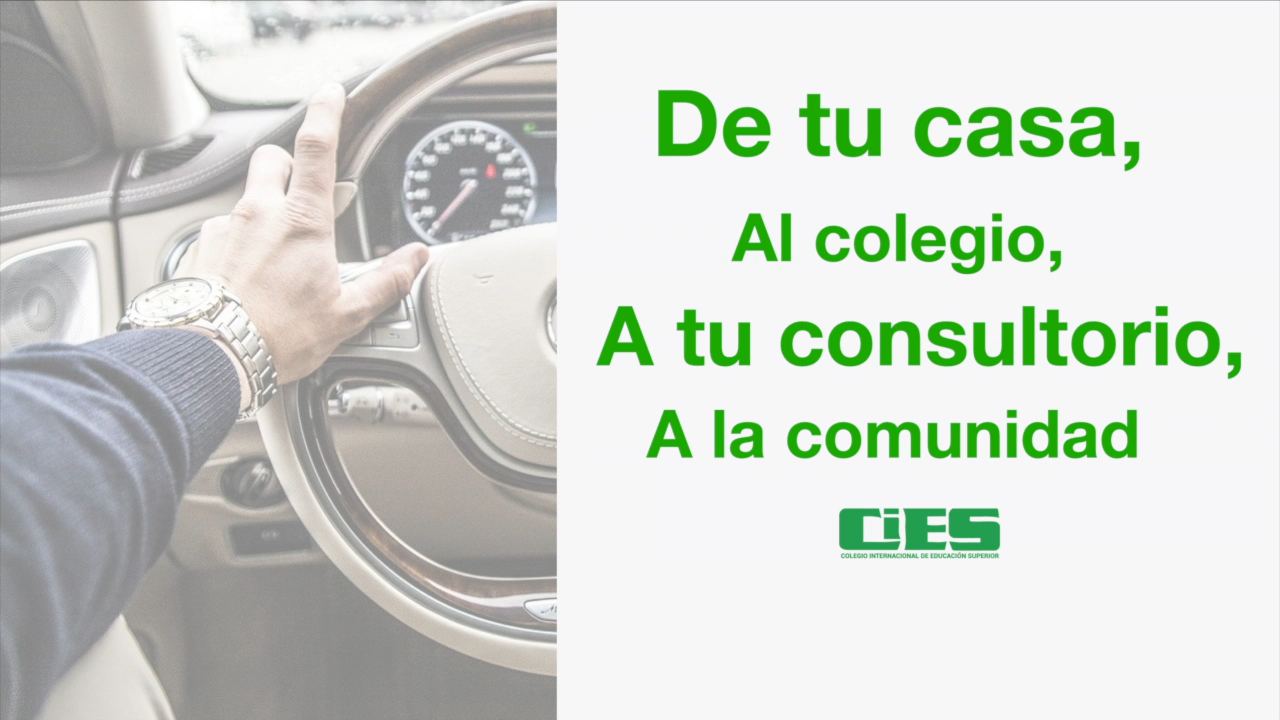 De tu casa,
Al colegio,
A tu consultorio,
A la comunidad
CiES
COLEGIO INTERNACIONAL DE EDUCACIÓN SUPERIOR